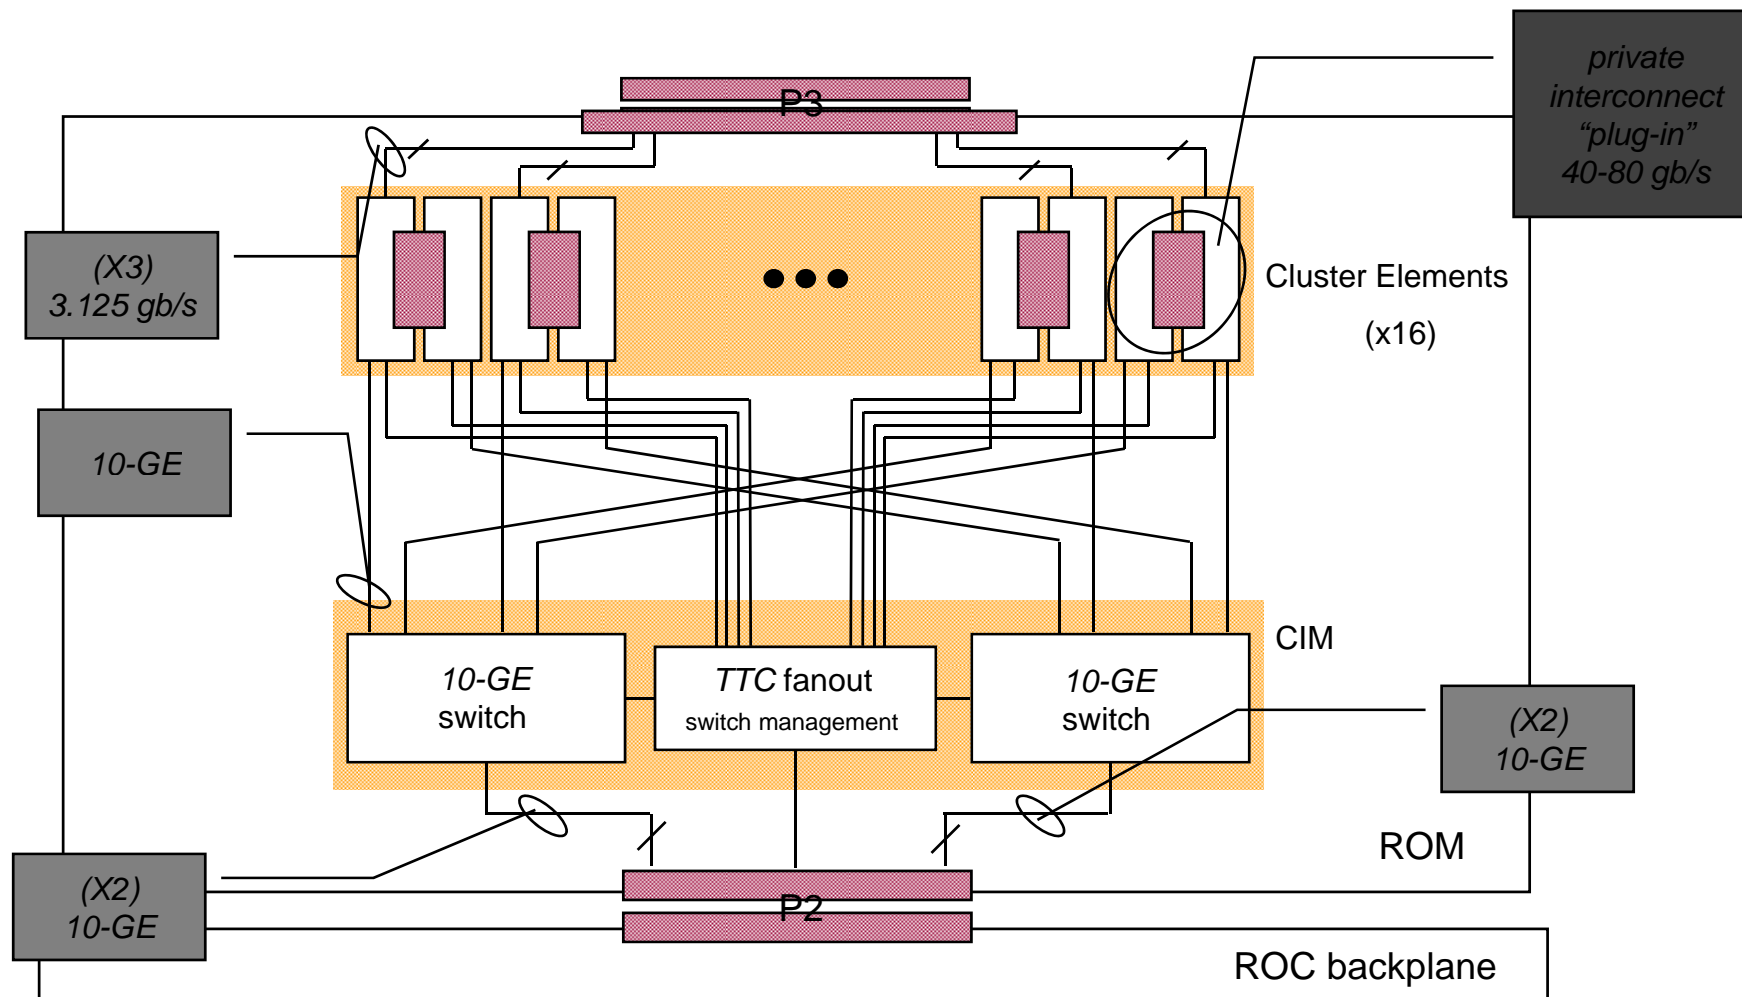 private
interconnect
“plug-in”
40-80 gb/s
P3
(X3)
3.125 gb/s
Cluster Elements
(x16)
10-GE
CIM
10-GE
switch
TTC fanout
switch management
10-GE
switch
(X2)
10-GE
ROM
(X2)
10-GE
P2
ROC backplane